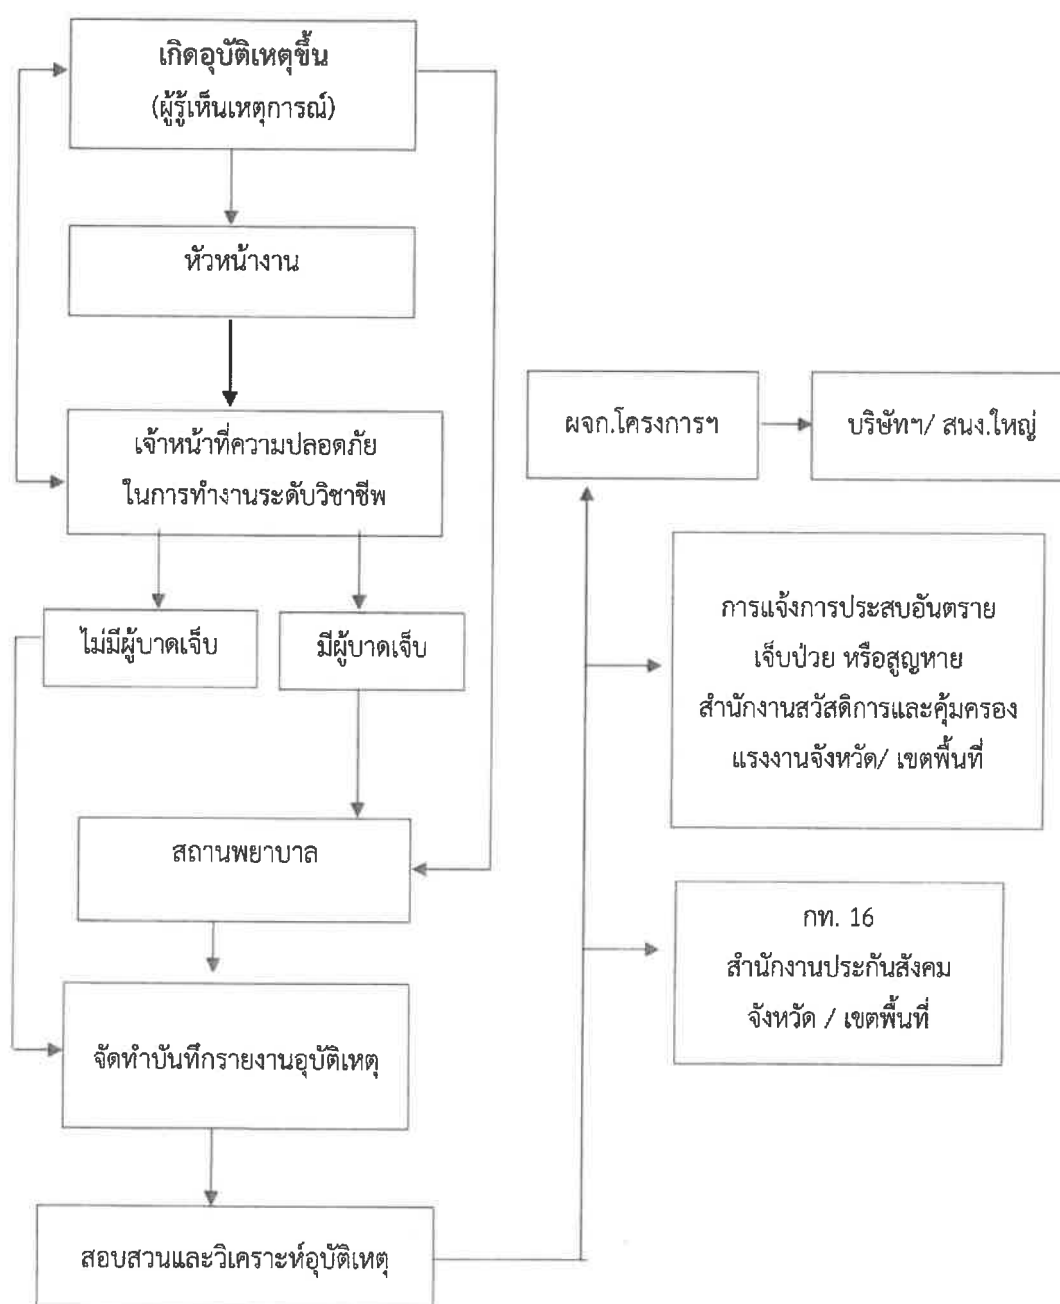 เกิดอุบัติเหตุขึ้น
(ผู้รู้เห็นเหตุการณ์)
หัวหน้างาน
เจ้าหน้าที่ความปลอดภัย
ในการทำงานระดับวิชาชีพ
ไม่มีผู้บาดเจ็บ
มีผู้บาดเจ็บ
สถานพยาบาล
จัดทำบันทึกรายงานอุบัติเหตุ
สอบสวนและวิเคราะห์อุบัติเหตุ
ผจก.โครงการฯ
บริษัทฯ/ สนง.ใหญ่
การแจ้งการประสบอันตราย
เจ็บป่วย หรือสูญหาย
สำนักงานสวัสดิการและคุ้มครอง
แรงงานจังหวัด/ เขตพื้นที่
กท. 16
สำนักงานประกันสังคม
จังหวัด / เขตพื้นที่